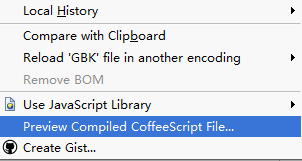 Local History
Compare with Clipboard
Reload 'GBK' file in another encoding
Remove BOM
Use JavaScript Library
Preview Compiled CoffeeScript File...
Create Gist...